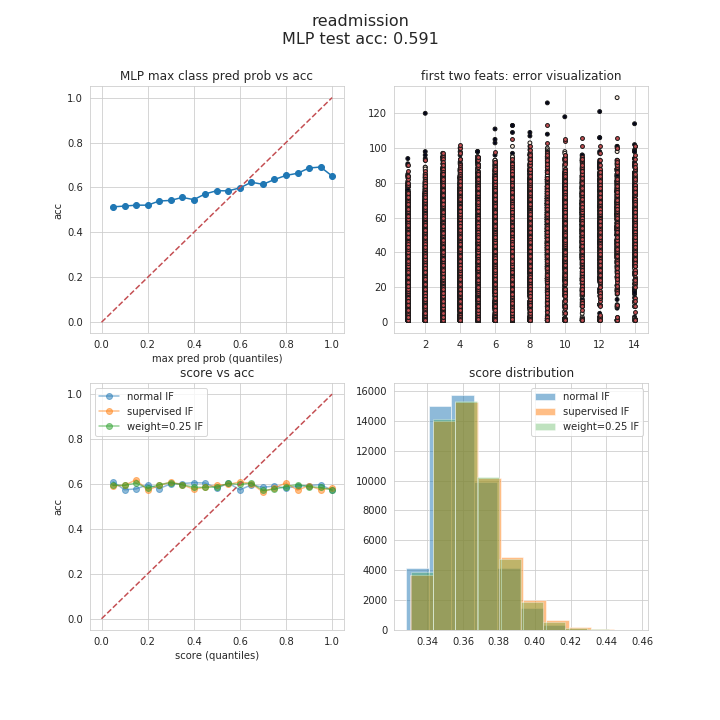 readmission
MLP test acc: 0.591
MLP max class pred prob vs acc
1.0
0.8
0.6
0.4
0.2
0.0
acc
0.0 0.2 0.4 0.6 0.8 1.0
max pred prob (quantiles)
first two feats: error visualization
120
100
80
60
40
20
0
2 4 6 8 10 12 14
score vs acc
normal IF
supervised IF
weight=0.25 IF
1.0
0.8
0.6
0.4
0.2
0.0
acc
0.0 0.2 0.4 0.6 0.8 1.0
score (quantiles)
score distribution
normal IF
supervised IF
weight=0.25 IF
16000
14000
12000
10000
8000
6000
4000
2000
0
0.34 0.36 0.38 0.40 0.42 0.44 0.46